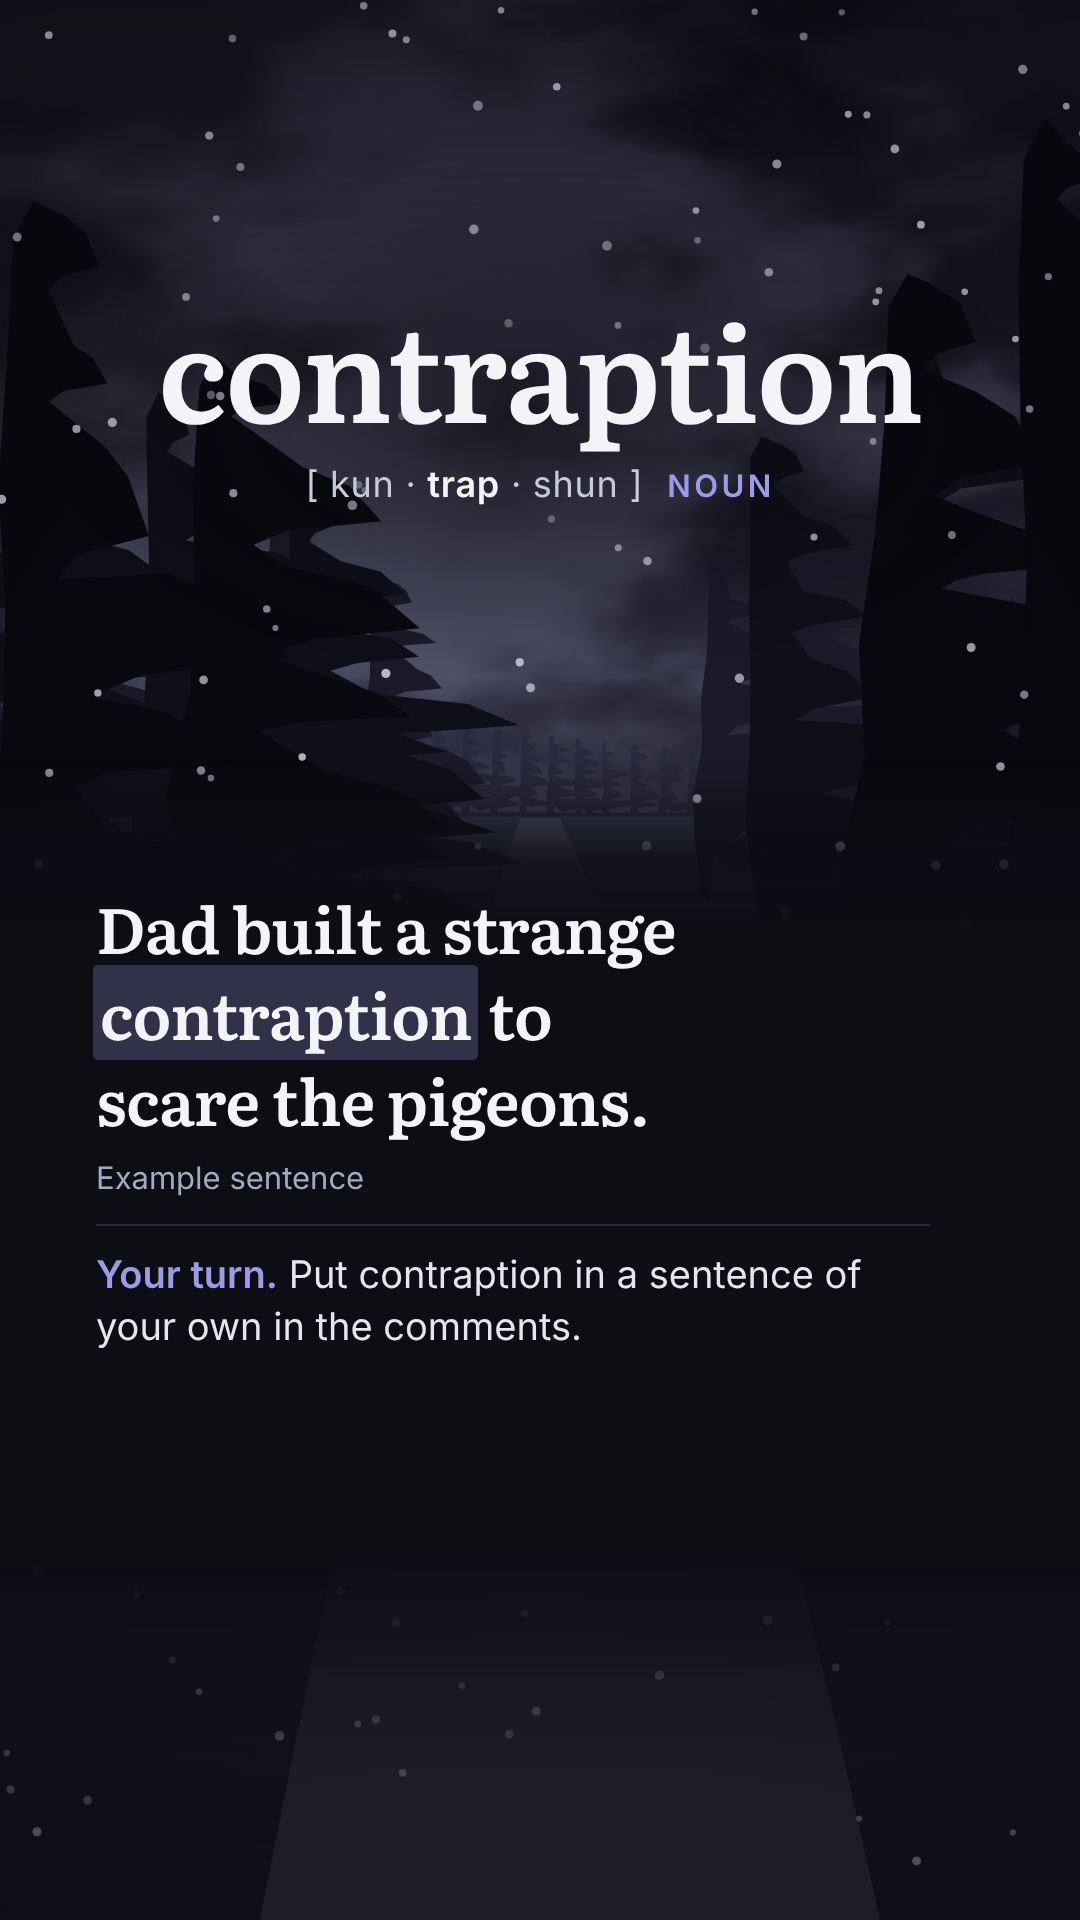 contraption
[ kun · trap · shun ] NOUN
Dad built a strange
contraption to
scare the pigeons.
Example sentence
Your turn. Put contraption in a sentence of
your own in the comments.